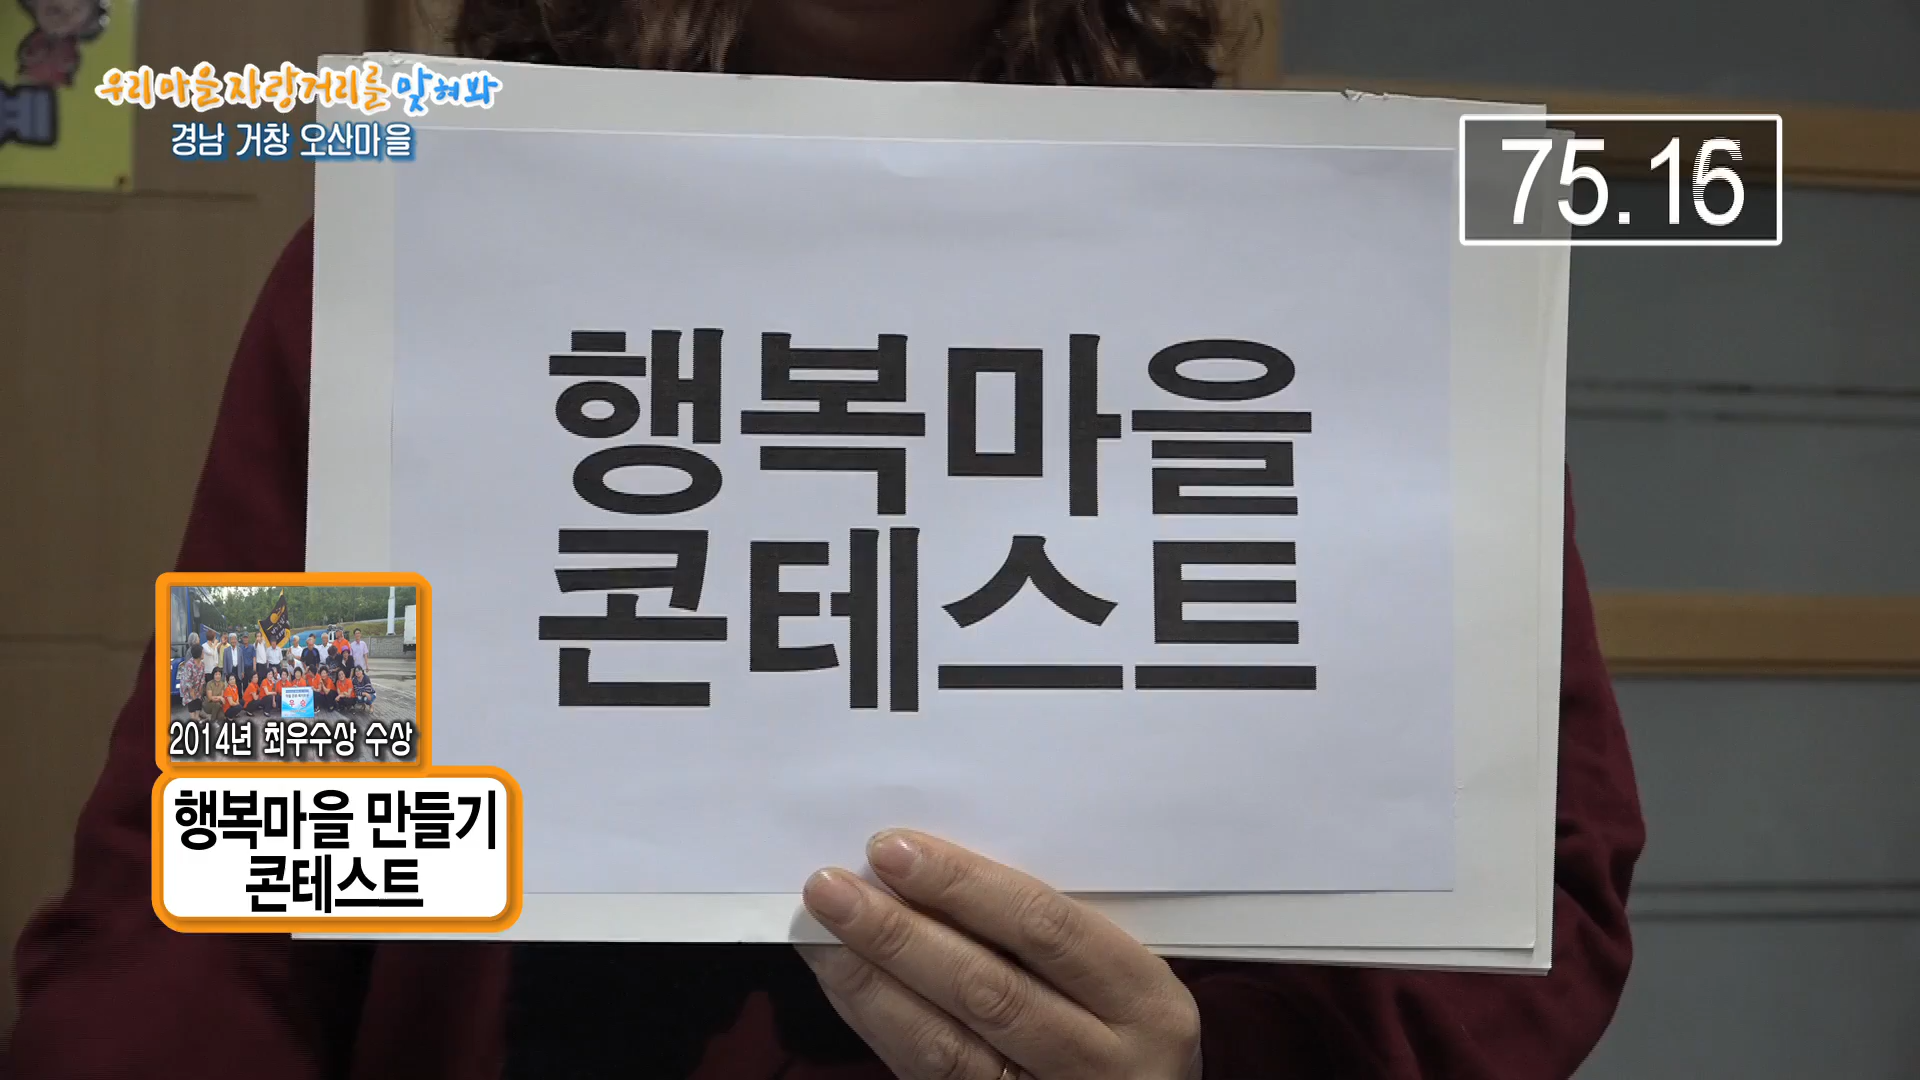 우리마을자랑거리를 맞혀봐
경남 거창 오산마을
75.16
행복마을
콘테스트
2014년 최우수상 수상
행복마을 만들기
콘테스트
계